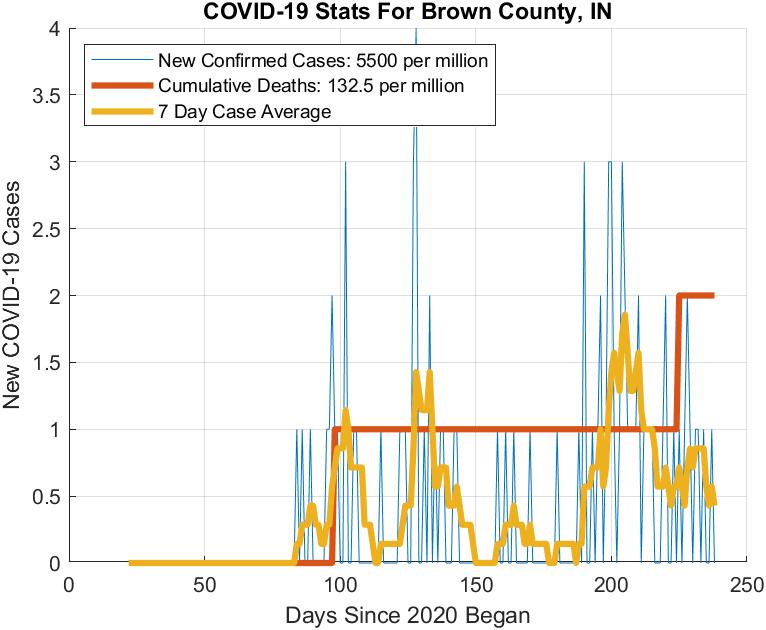 COVID-19 Stats For Brown County, IN
New Confirmed Cases: 5500 per million
Cumulative Deaths: 132.5 per million
7 Day Case Average
New COVID-19 Cases
4
3.5
3
2.5
2
1.5
1
0.5
0
0 50 100 150 200 250
Days Since 2020 Began